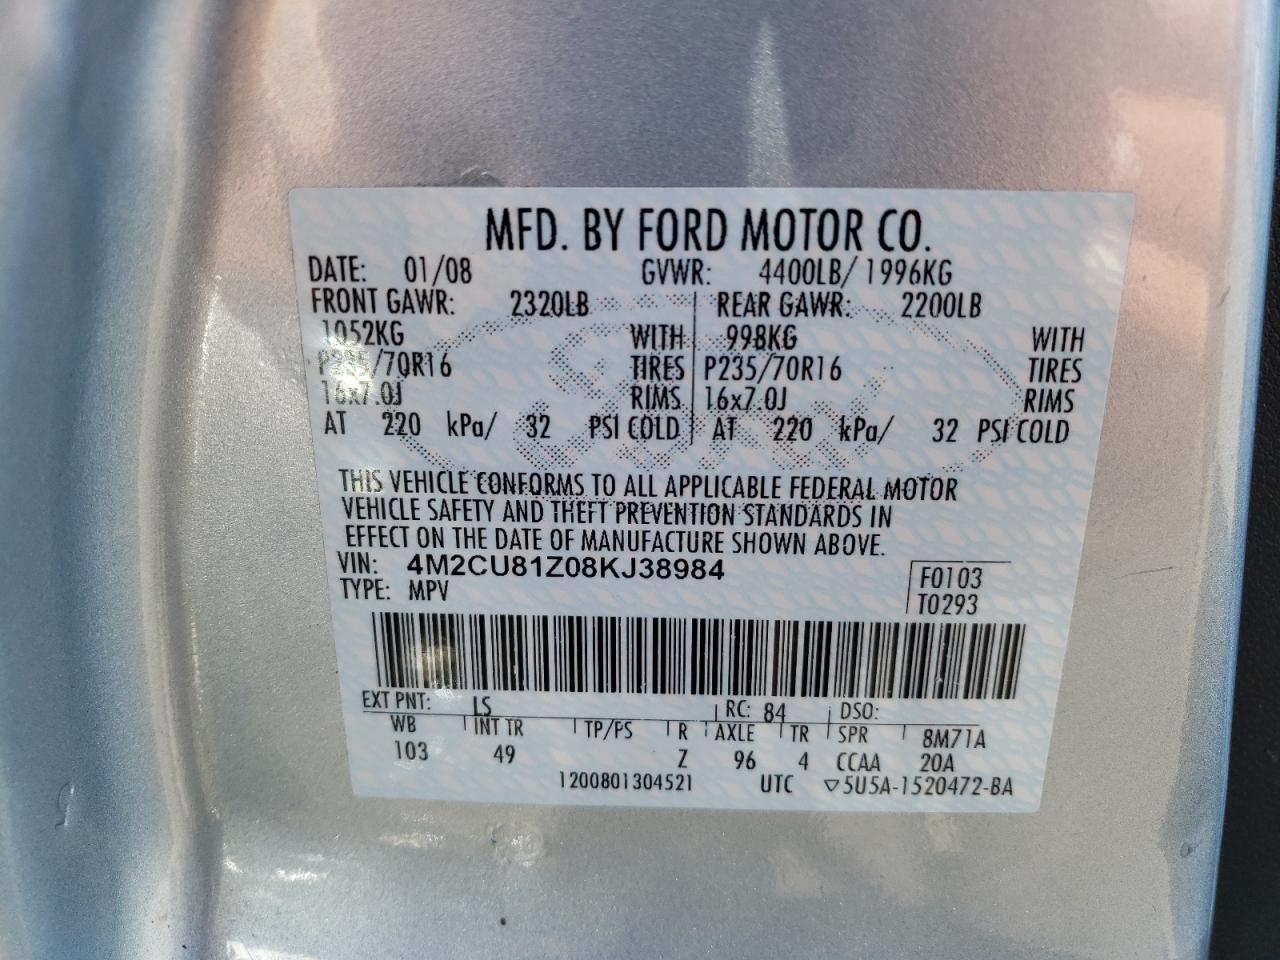 MFD. BY FORD MOTOR CO.
DATE: 01/08 GVWR: 4400LB/ 1996KG
FRONT GAWR: 2320LB REAR GAWR: 2200LB
1052KG WITH 998KG WITH
P235/70R16 TIRES P235/70R16 TIRES
16x7.0J RIMS 16x7.0J RIMS
AT 220 kPa/ 32 PSI COLD AT 220 kPa/ 32 PSI COLD
THIS VEHICLE CONFORMS TO ALL APPLICABLE FEDERAL MOTOR
VEHICLE SAFETY AND THEFT PREVENTION STANDARDS IN
EFFECT ON THE DATE OF MANUFACTURE SHOWN ABOVE.
VIN: 4M2CU81Z08KJ38984 F0103
TYPE: MPV T0293
EXT PNT: LS RC: 84 DSO:
WB INT TR TP/PS R AXLE TR SPR 8M71A
103 49 Z 96 4 CCAA 20A
1200801304521 UTC ▽5U5A-1520472-BA